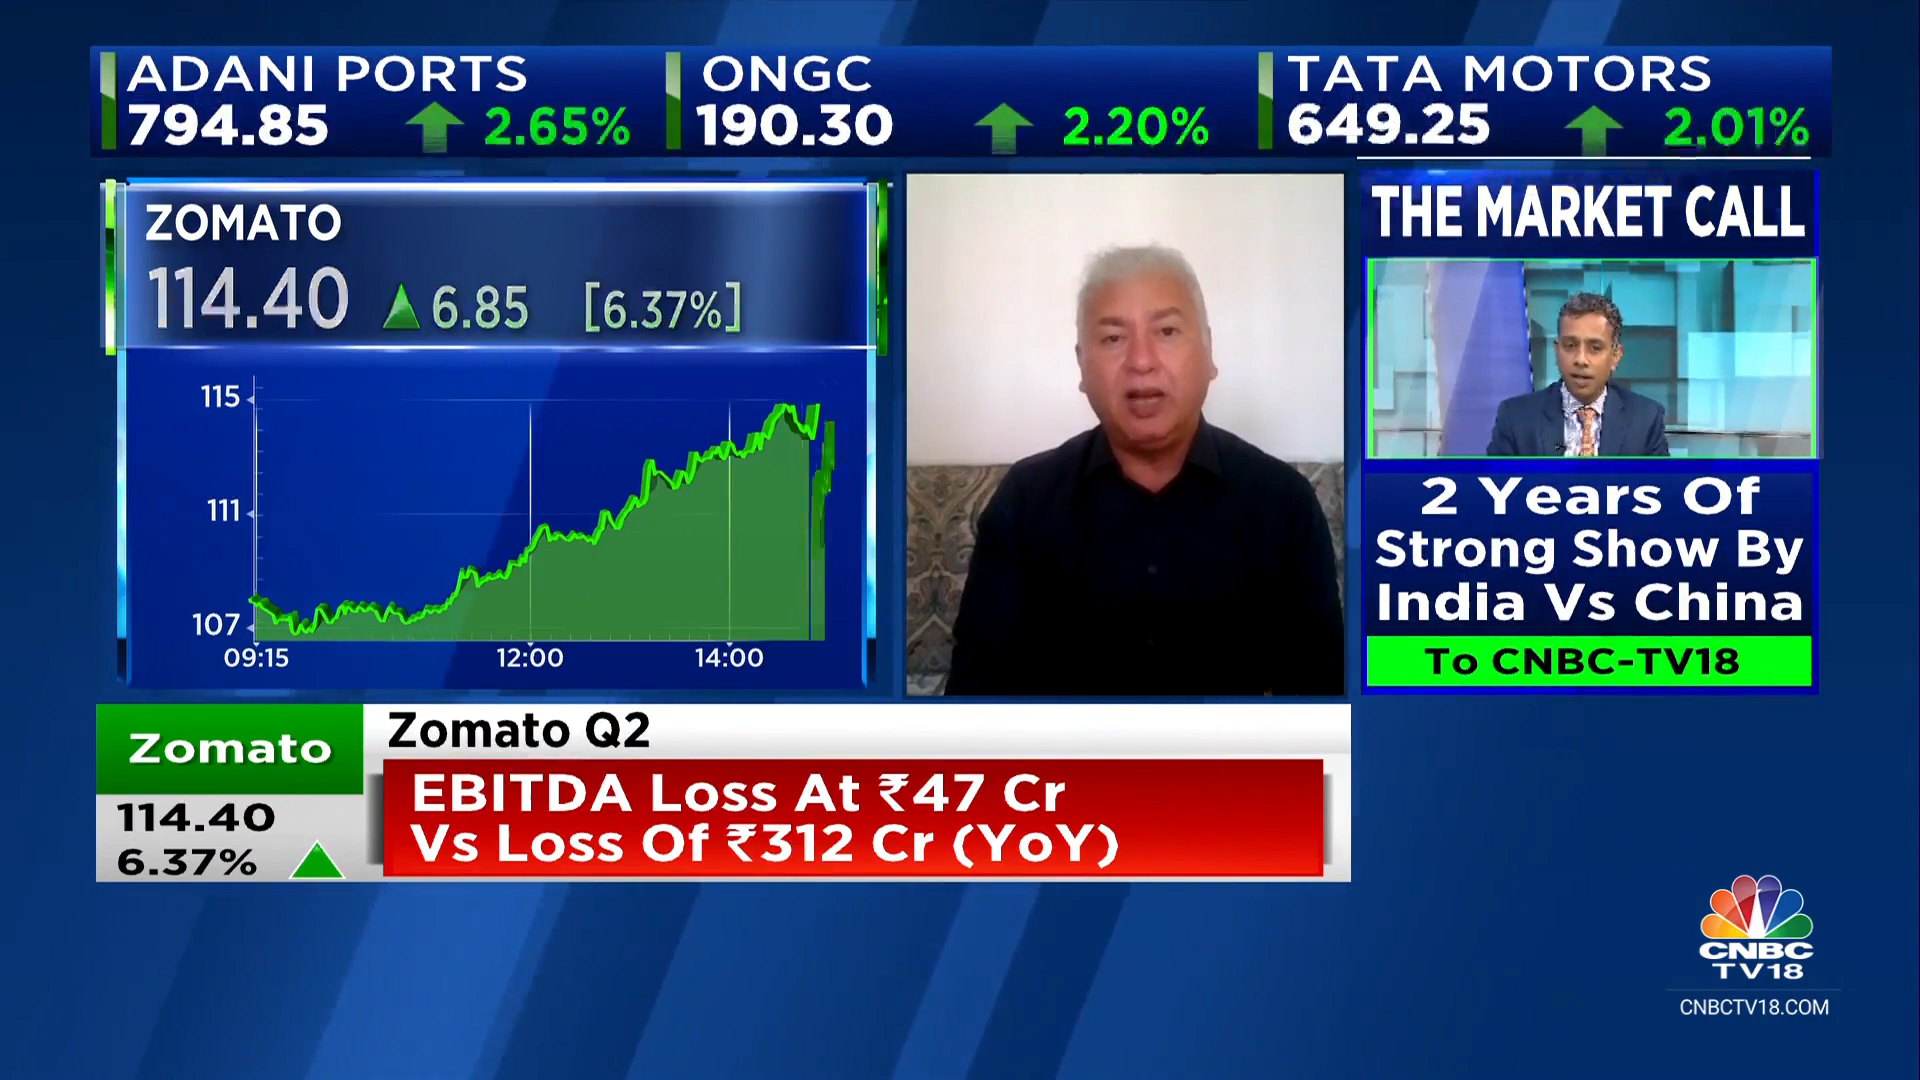 ADANI PORTS
794.85 2.65%
ONGC
190.30 2.20%
TATA MOTORS
649.25 2.01%
ZOMATO
114.40 ▲6.85 [6.37%]
115
111
107
09:15 12:00 14:00
THE MARKET CALL
2 Years Of
Strong Show By
India Vs China
To CNBC-TV18
Zomato
114.40
6.37%
Zomato Q2
EBITDA Loss At ₹47 Cr
Vs Loss Of ₹312 Cr (YoY)
CNBC
TV18
CNBCTV18.COM